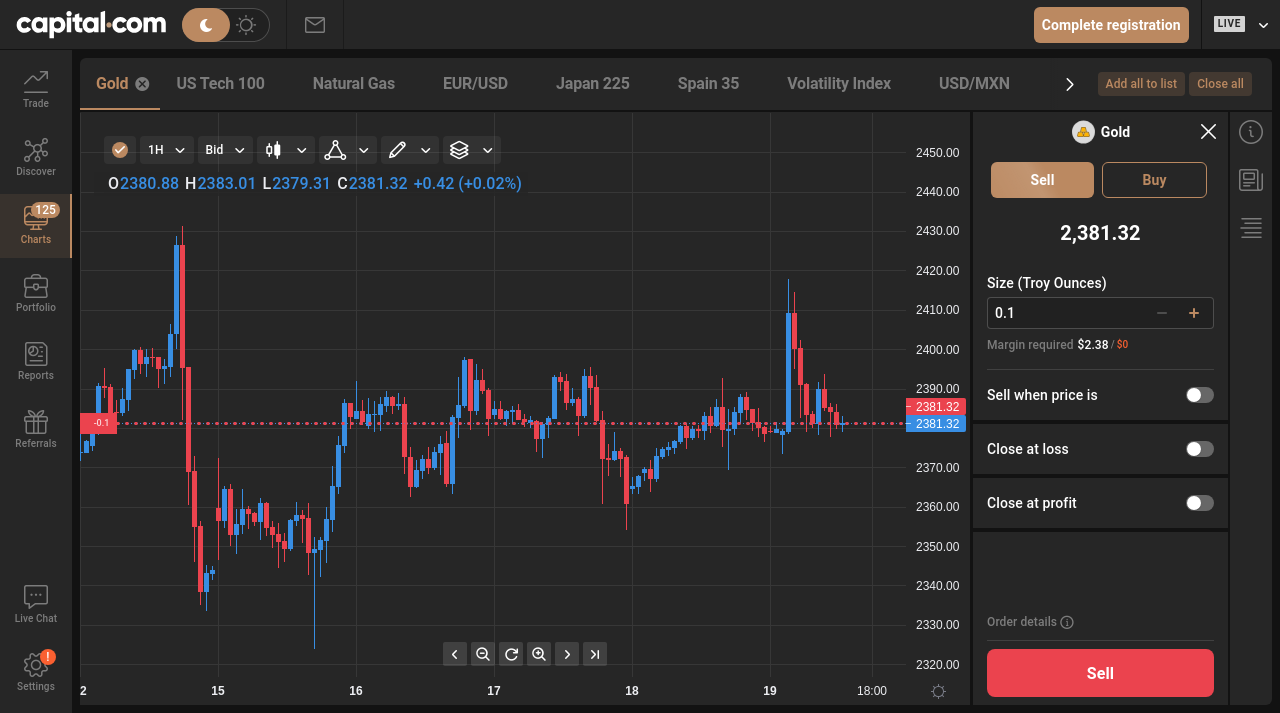 capital.com
Complete registration
LIVE
Trade
Discover
125
Charts
Portfolio
Reports
Referrals
Live Chat
!
Settings
Gold
US Tech 100
Natural Gas
EUR/USD
Japan 225
Spain 35
Volatility Index
USD/MXN
Add all to list
Close all
1H
Bid
O2380.88 H2383.01 L2379.31 C2381.32 +0.42 (+0.02%)
-0.1
2450.00
2440.00
2430.00
2420.00
2410.00
2400.00
2390.00
2381.32
2381.32
2370.00
2360.00
2350.00
2340.00
2330.00
2320.00
2 15 16 17 18 19 18:00
Gold
Sell Buy
2,381.32
Size (Troy Ounces)
0.1 − +
Margin required $2.38 / $0
Sell when price is
Close at loss
Close at profit
Order details
Sell